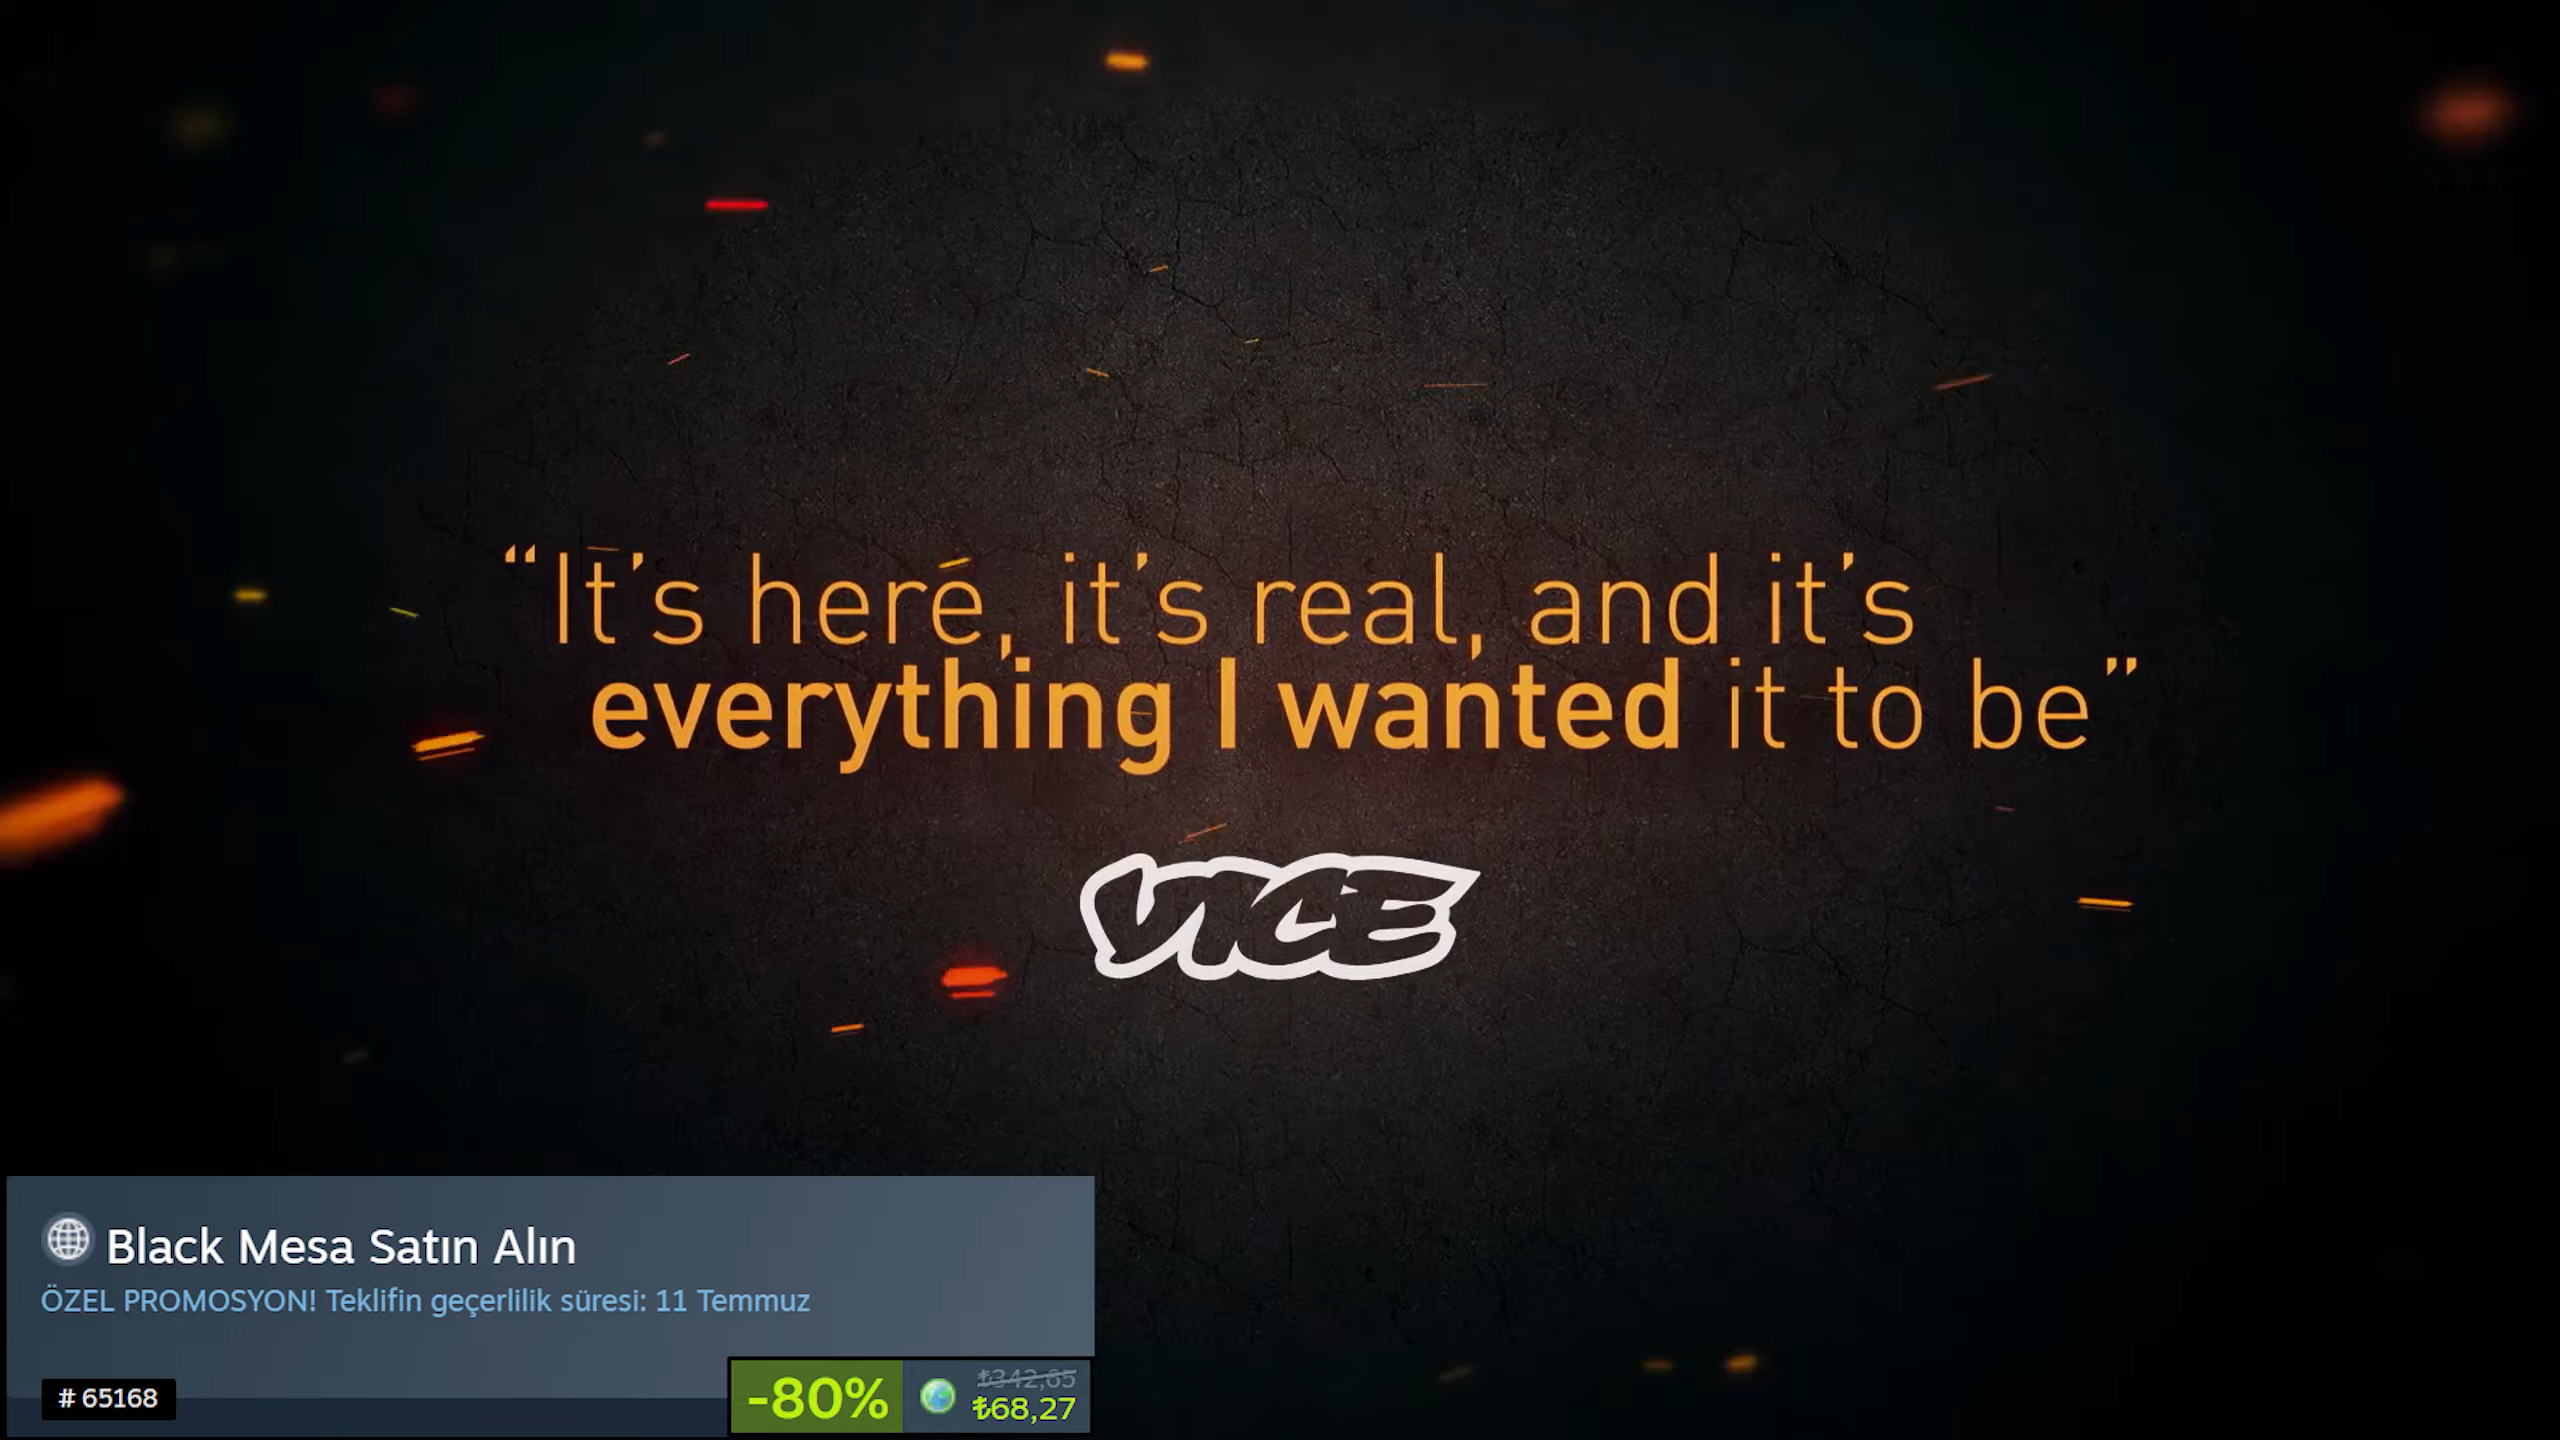 “It’s here, it’s real, and it’s
everything I wanted it to be”
VICE
Black Mesa Satın Alın
ÖZEL PROMOSYON! Teklifin geçerlilik süresi: 11 Temmuz
# 65168
-80%
₺342,65
₺68,27